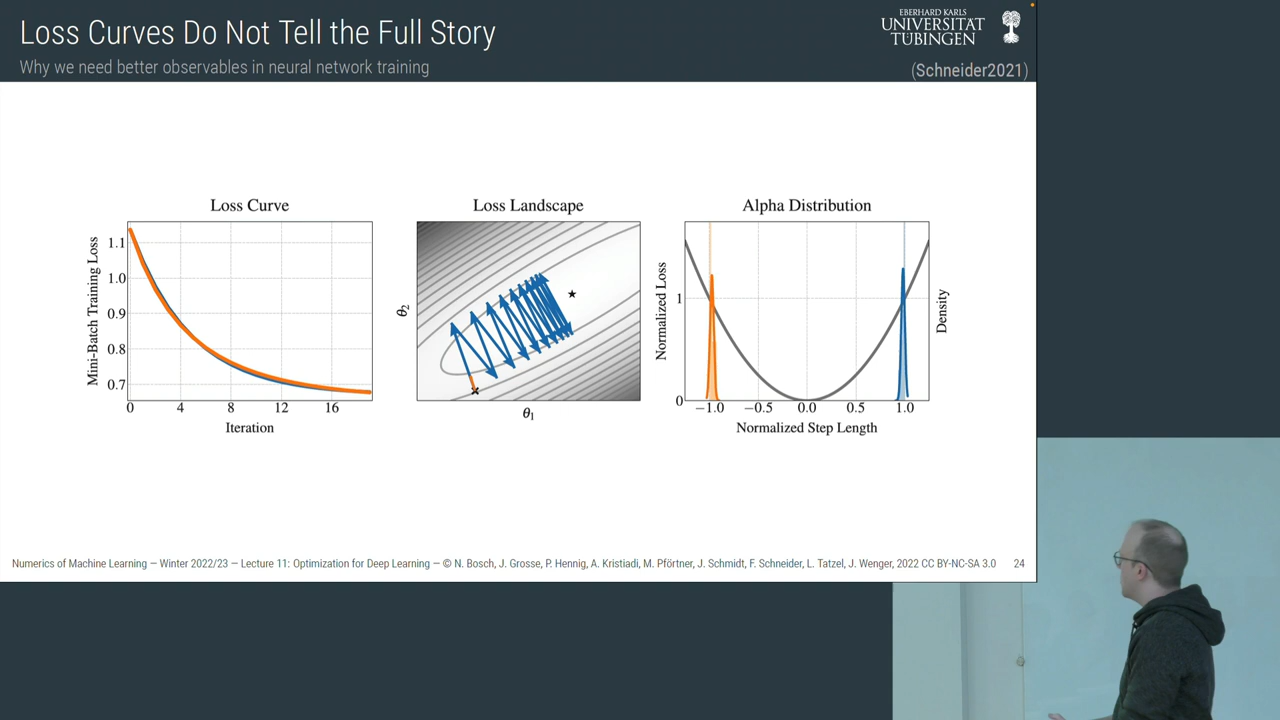 Loss Curves Do Not Tell the Full Story
Why we need better observables in neural network training
EBERHARD KARLS
UNIVERSITÄT
TÜBINGEN
(Schneider2021)
Loss Curve
Mini-Batch Training Loss
1.1
1.0
0.9
0.8
0.7
0
4
8
12
16
Iteration
Loss Landscape
θ2
θ1
Alpha Distribution
Normalized Loss
1
0
−1.0
−0.5
0.0
0.5
1.0
Normalized Step Length
Density
Numerics of Machine Learning — Winter 2022/23 — Lecture 11: Optimization for Deep Learning — © N. Bosch, J. Grosse, P. Hennig, A. Kristiadi, M. Pförtner, J. Schmidt, F. Schneider, L. Tatzel, J. Wenger, 2022 CC BY-NC-SA 3.0
24